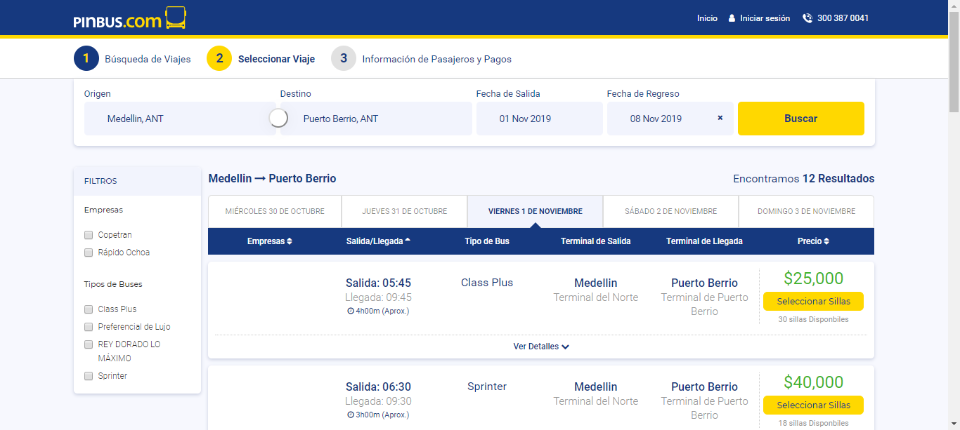 PINBUS.com
Inicio Iniciar sesión 300 387 0041
1 Búsqueda de Viajes 2 Seleccionar Viaje 3 Información de Pasajeros y Pagos
Origen Destino Fecha de Salida Fecha de Regreso
Medellin, ANT Puerto Berrio, ANT 01 Nov 2019 08 Nov 2019 × Buscar
FILTROS
Empresas
Copetran
Rápido Ochoa
Tipos de Buses
Class Plus
Preferencial de Lujo
REY DORADO LO
MÁXIMO
Sprinter
Medellin → Puerto Berrio Encontramos 12 Resultados
MIÉRCOLES 30 DE OCTUBRE JUEVES 31 DE OCTUBRE VIERNES 1 DE NOVIEMBRE SÁBADO 2 DE NOVIEMBRE DOMINGO 3 DE NOVIEMBRE
Empresas Salida/Llegada Tipo de Bus Terminal de Salida Terminal de Llegada Precio
Salida: 05:45 Class Plus Medellin Puerto Berrio $25,000
Llegada: 09:45 Terminal del Norte Terminal de Puerto
Berrio
4h00m (Aprox.) Seleccionar Sillas
30 sillas Disponbiles
Ver Detalles
Salida: 06:30 Sprinter Medellin Puerto Berrio $40,000
Llegada: 09:30 Terminal del Norte Terminal de Puerto
Berrio
3h00m (Aprox.) Seleccionar Sillas
18 sillas Disponbiles